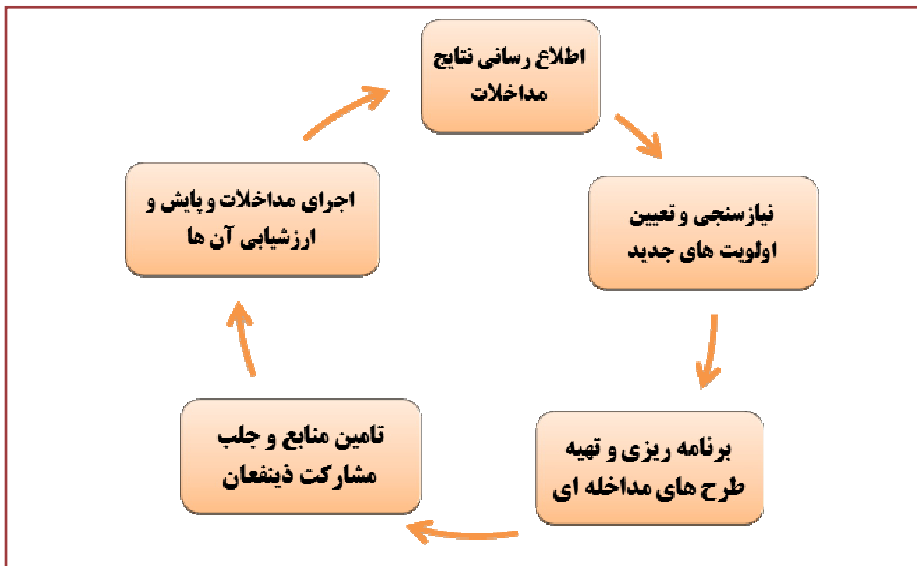 اطلاع رسانی نتایج
مداخلات
نیازسنجی و تعیین
اولویت های جدید
برنامه ریزی و تهیه
طرح های مداخله ای
تامین منابع و جلب
مشارکت ذینفعان
اجرای مداخلات و پایش و
ارزشیابی آن ها